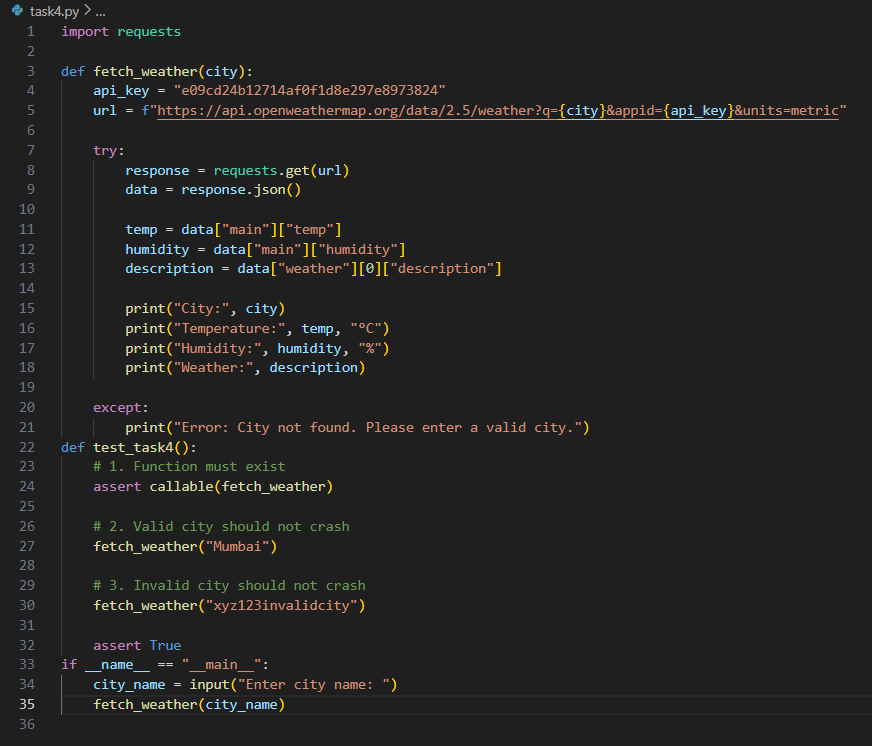 task4.py > ...
1 import requests
2
3 def fetch_weather(city):
4     api_key = "e09cd24b12714af0f1d8e297e8973824"
5     url = f"https://api.openweathermap.org/data/2.5/weather?q={city}&appid={api_key}&units=metric"
6
7     try:
8         response = requests.get(url)
9         data = response.json()
10
11         temp = data["main"]["temp"]
12         humidity = data["main"]["humidity"]
13         description = data["weather"][0]["description"]
14
15         print("City:", city)
16         print("Temperature:", temp, "°C")
17         print("Humidity:", humidity, "%")
18         print("Weather:", description)
19
20     except:
21         print("Error: City not found. Please enter a valid city.")
22 def test_task4():
23     # 1. Function must exist
24     assert callable(fetch_weather)
25
26     # 2. Valid city should not crash
27     fetch_weather("Mumbai")
28
29     # 3. Invalid city should not crash
30     fetch_weather("xyz123invalidcity")
31
32     assert True
33 if __name__ == "__main__":
34     city_name = input("Enter city name: ")
35     fetch_weather(city_name)
36